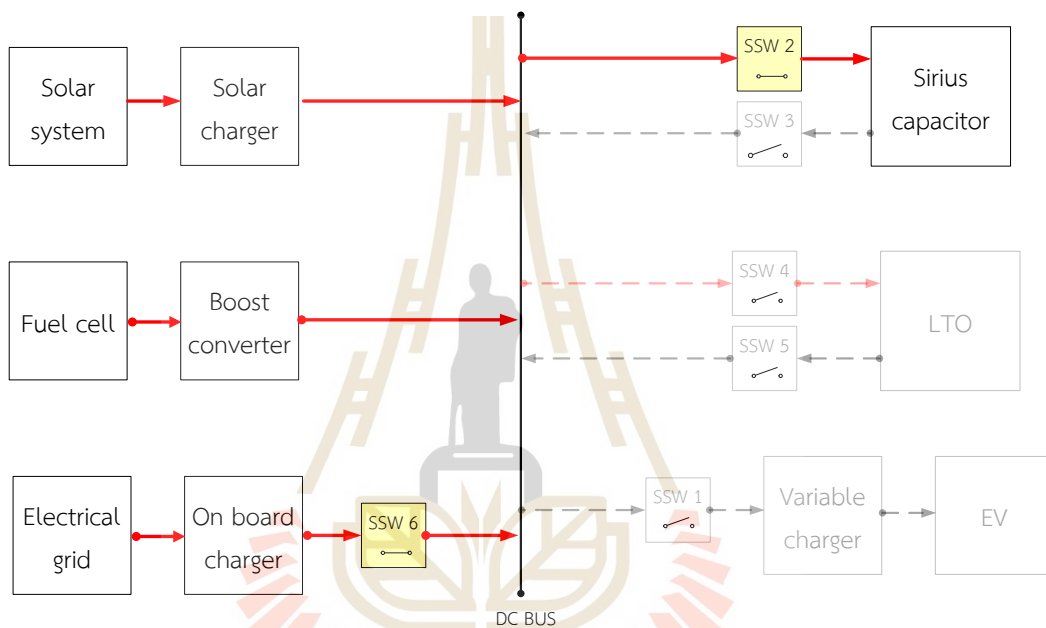 Solar
system
Solar
charger
SSW 2
SSW 3
Sirius
capacitor
Fuel cell
Boost
converter
SSW 4
SSW 5
LTO
Electrical
grid
On board
charger
SSW 6
SSW 1
Variable
charger
EV
DC BUS